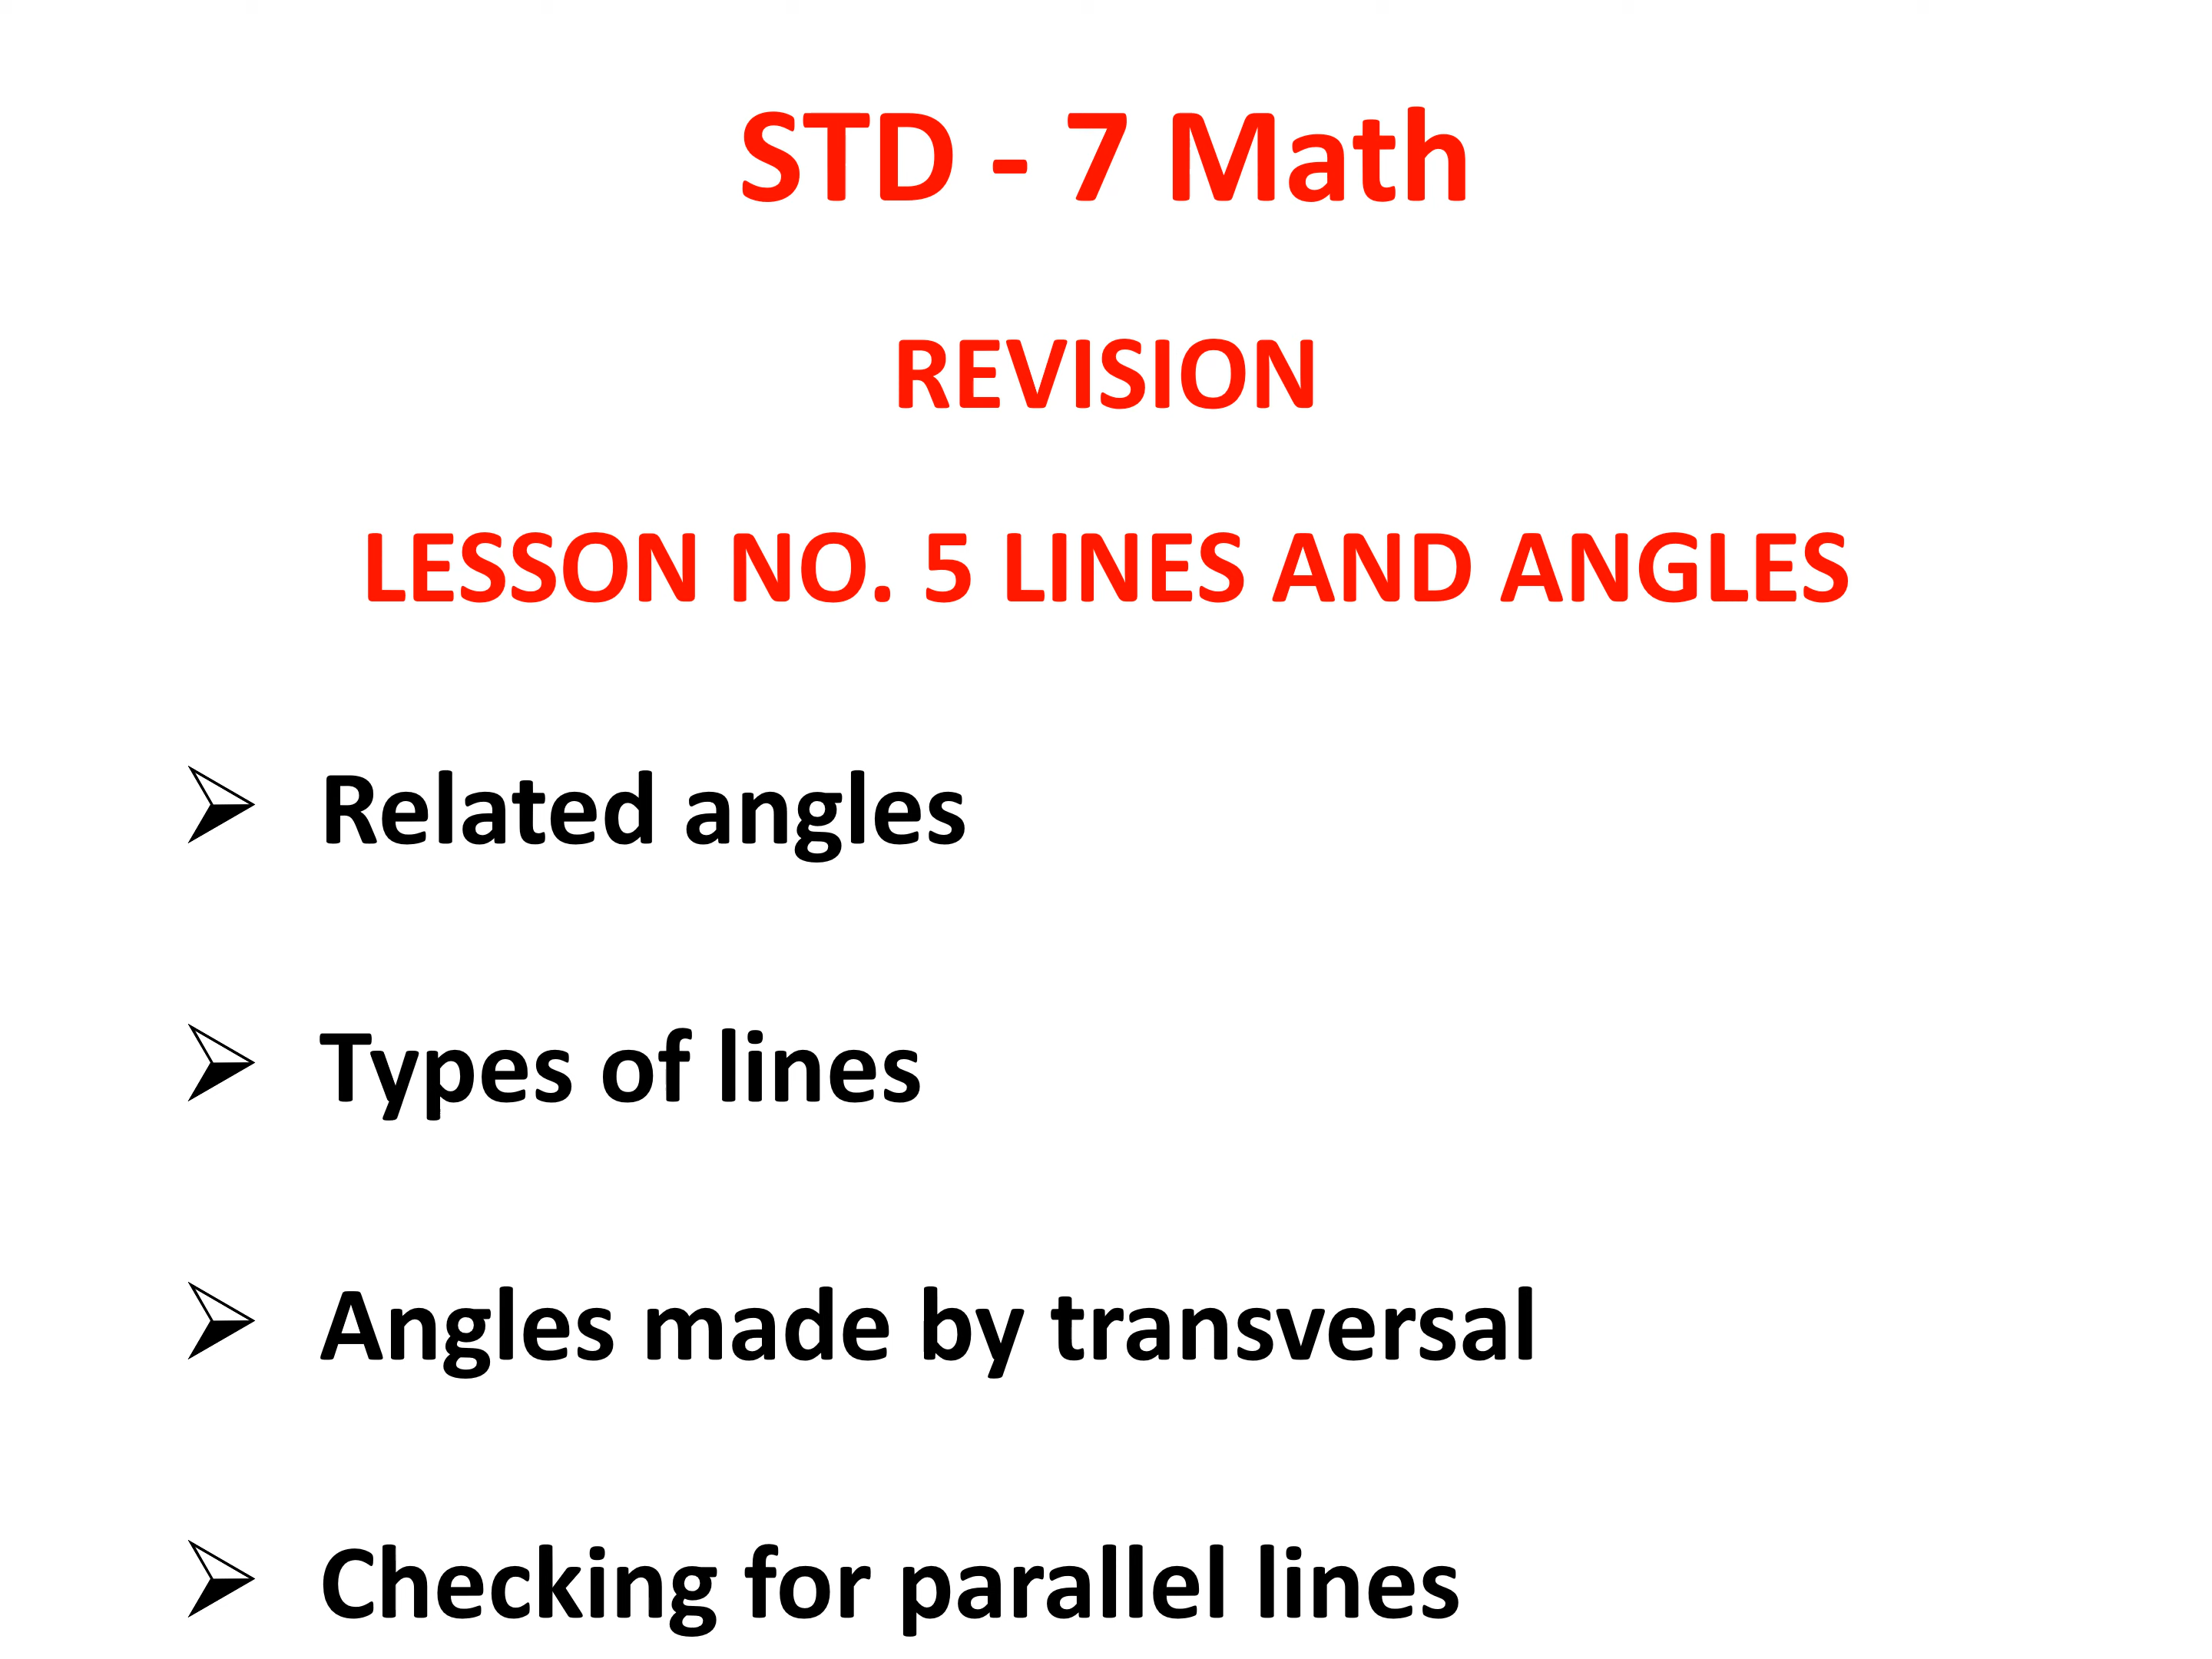 STD - 7 Math
REVISION
LESSON NO. 5 LINES AND ANGLES
➢ Related angles
➢ Types of lines
➢ Angles made by transversal
➢ Checking for parallel lines